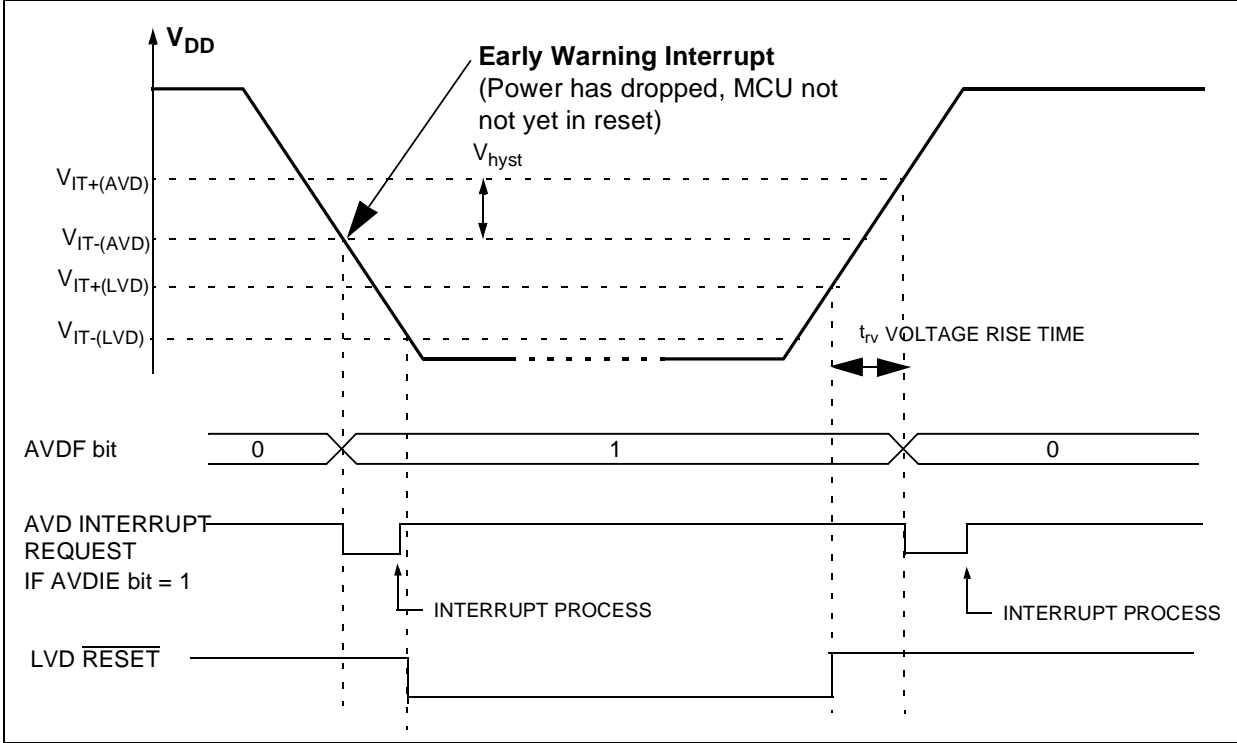 VDD
Early Warning Interrupt
(Power has dropped, MCU not
not yet in reset)
Vhyst
VIT+(AVD)
VIT-(AVD)
VIT+(LVD)
VIT-(LVD)
trv VOLTAGE RISE TIME
AVDF bit
0
1
0
AVD INTERRUPT
REQUEST
IF AVDIE bit = 1
INTERRUPT PROCESS
INTERRUPT PROCESS
LVD RESET